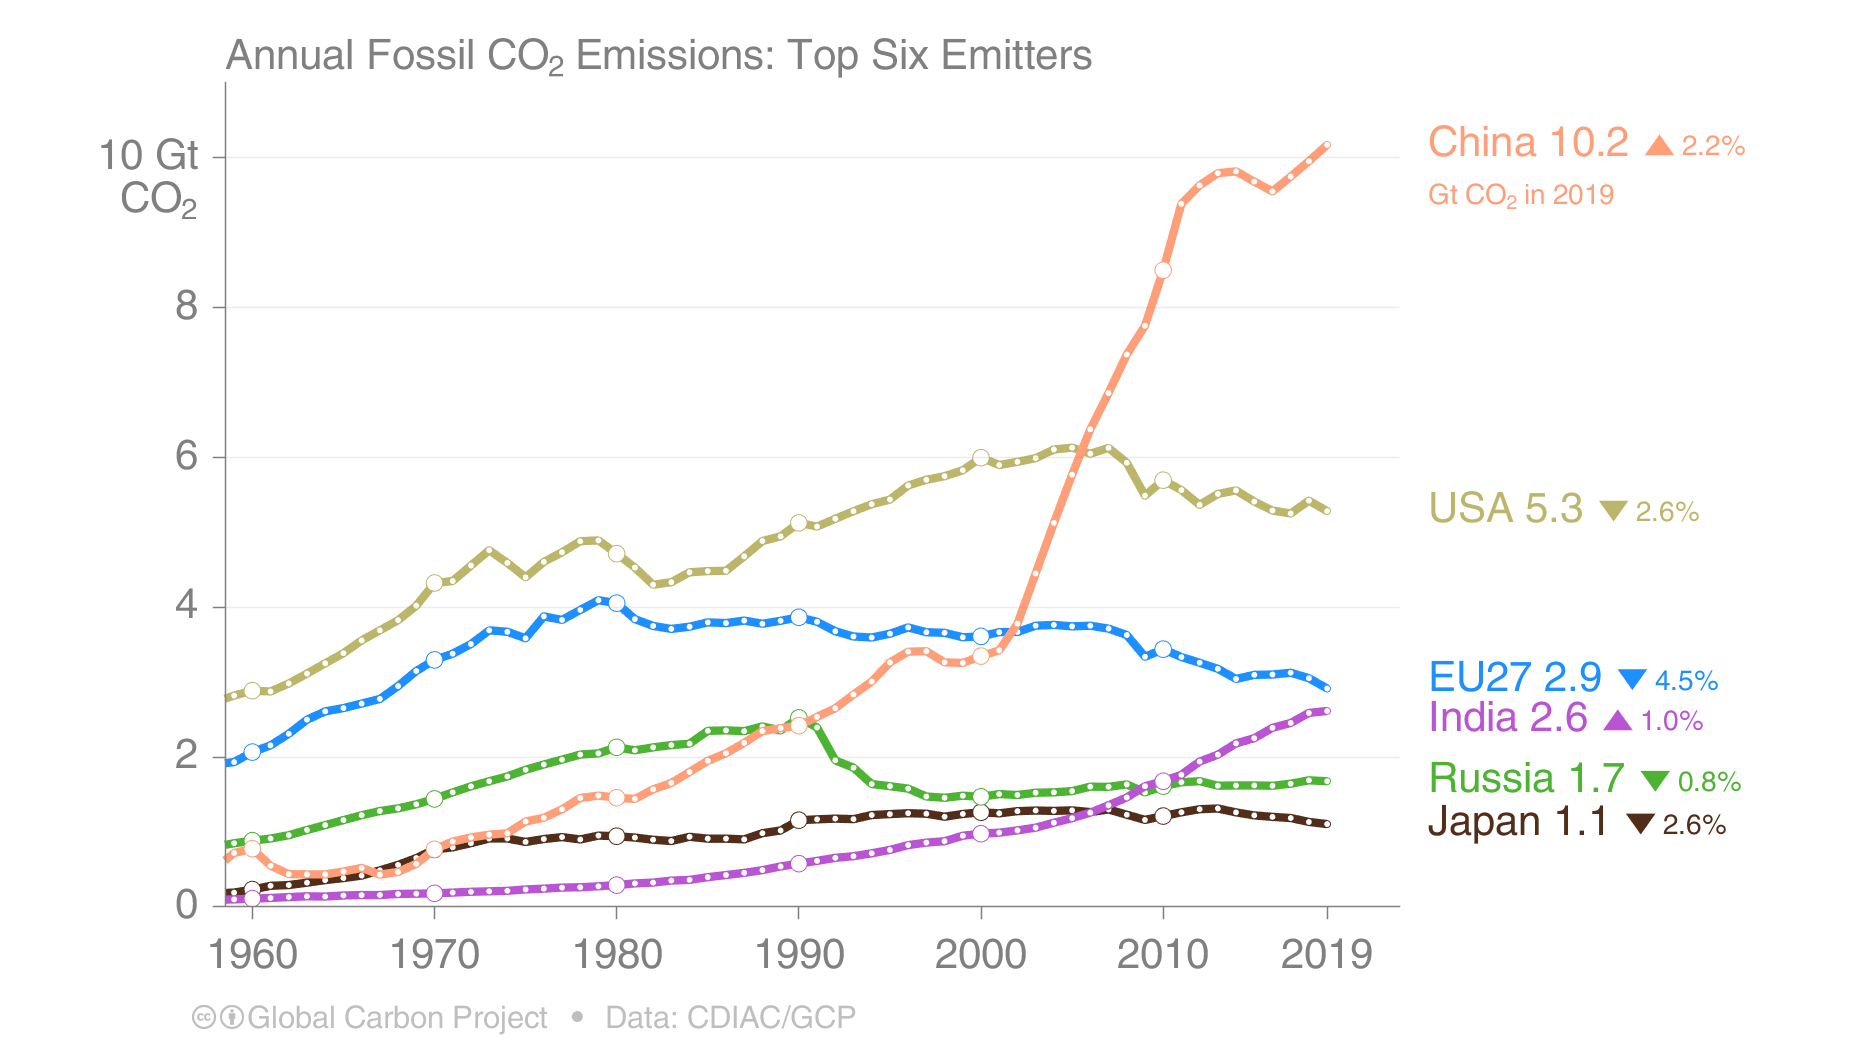 Annual Fossil CO₂ Emissions: Top Six Emitters
10 Gt
CO₂
8
6
4
2
0
1960 1970 1980 1990 2000 2010 2019
China 10.2 ▲ 2.2%
Gt CO₂ in 2019
USA 5.3 ▼ 2.6%
EU27 2.9 ▼ 4.5%
India 2.6 ▲ 1.0%
Russia 1.7 ▼ 0.8%
Japan 1.1 ▼ 2.6%
cc Global Carbon Project • Data: CDIAC/GCP